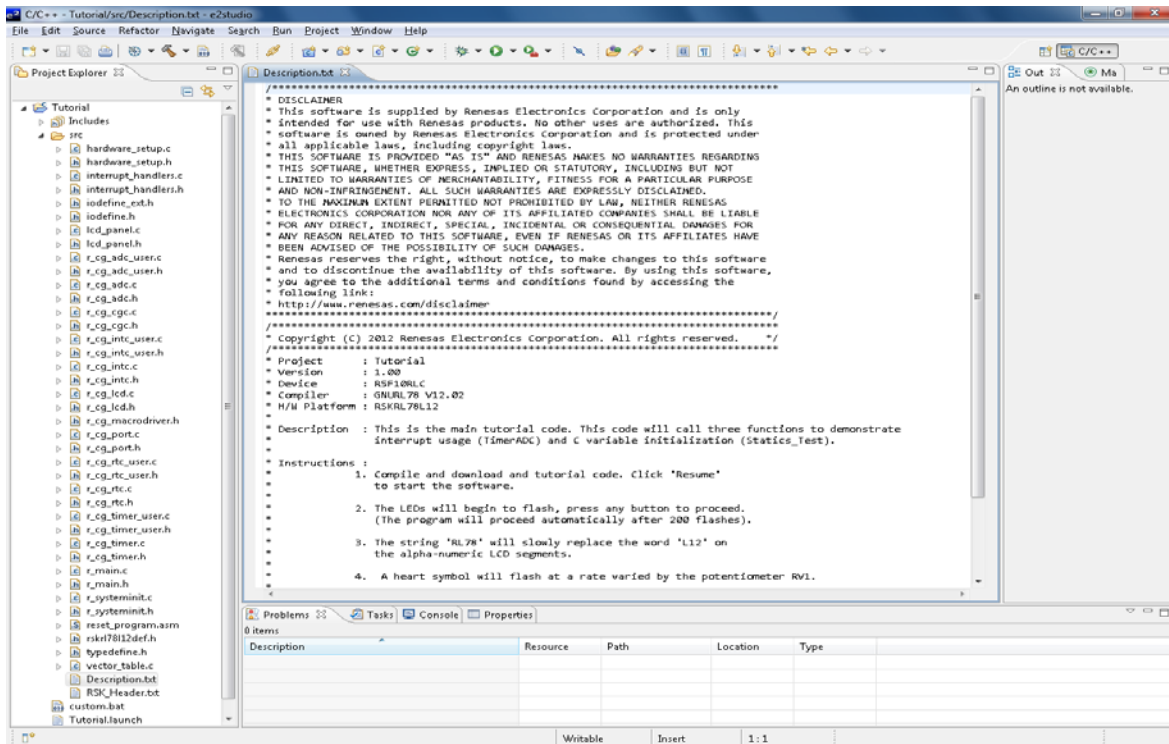 C/C++ - Tutorial/src/Description.txt - e2studio
File Edit Source Refactor Navigate Search Run Project Window Help
C/C++
Project Explorer
Tutorial
Includes
src
hardware_setup.c
hardware_setup.h
interrupt_handlers.c
interrupt_handlers.h
iodefine_ext.h
iodefine.h
lcd_panel.c
lcd_panel.h
r_cg_adc_user.c
r_cg_adc_user.h
r_cg_adc.c
r_cg_adc.h
r_cg_cgc.c
r_cg_cgc.h
r_cg_intc_user.c
r_cg_intc_user.h
r_cg_intc.c
r_cg_intc.h
r_cg_lcd.c
r_cg_lcd.h
r_cg_macrodriver.h
r_cg_port.c
r_cg_port.h
r_cg_rtc_user.c
r_cg_rtc_user.h
r_cg_rtc.c
r_cg_rtc.h
r_cg_timer_user.c
r_cg_timer_user.h
r_cg_timer.c
r_cg_timer.h
r_main.c
r_main.h
r_systeminit.c
r_systeminit.h
reset_program.asm
rskrl78l12def.h
typedefine.h
vector_table.c
Description.txt
RSK_Header.txt
custom.bat
Tutorial.launch
Description.txt
/*******************************************************************************
* DISCLAIMER
* This software is supplied by Renesas Electronics Corporation and is only
* intended for use with Renesas products. No other uses are authorized. This
* software is owned by Renesas Electronics Corporation and is protected under
* all applicable laws, including copyright laws.
* THIS SOFTWARE IS PROVIDED "AS IS" AND RENESAS MAKES NO WARRANTIES REGARDING
* THIS SOFTWARE, WHETHER EXPRESS, IMPLIED OR STATUTORY, INCLUDING BUT NOT
* LIMITED TO WARRANTIES OF MERCHANTABILITY, FITNESS FOR A PARTICULAR PURPOSE
* AND NON-INFRINGEMENT. ALL SUCH WARRANTIES ARE EXPRESSLY DISCLAIMED.
* TO THE MAXIMUM EXTENT PERMITTED NOT PROHIBITED BY LAW, NEITHER RENESAS
* ELECTRONICS CORPORATION NOR ANY OF ITS AFFILIATED COMPANIES SHALL BE LIABLE
* FOR ANY DIRECT, INDIRECT, SPECIAL, INCIDENTAL OR CONSEQUENTIAL DAMAGES FOR
* ANY REASON RELATED TO THIS SOFTWARE, EVEN IF RENESAS OR ITS AFFILIATES HAVE
* BEEN ADVISED OF THE POSSIBILITY OF SUCH DAMAGES.
* Renesas reserves the right, without notice, to make changes to this software
* and to discontinue the availability of this software. By using this software,
* you agree to the additional terms and conditions found by accessing the
* following link:
* http://www.renesas.com/disclaimer
*******************************************************************************/
/*******************************************************************************
* Copyright (C) 2012 Renesas Electronics Corporation. All rights reserved. */
/*******************************************************************************
* Project : Tutorial
* Version : 1.00
* Device : R5F10RLC
* Compiler : GNURL78 V12.02
* H/W Platform : RSKRL78L12
*
* Description : This is the main tutorial code. This code will call three functions to demonstrate
* interrupt usage (TimerADC) and C variable initialization (Statics_Test).
*
* Instructions :
* 1. Compile and download and tutorial code. Click 'Resume'
* to start the software.
*
* 2. The LEDs will begin to flash, press any button to proceed.
* (The program will proceed automatically after 200 flashes).
*
* 3. The string 'RL78' will slowly replace the word 'L12' on
* the alpha-numeric LCD segments.
*
* 4. A heart symbol will flash at a rate varied by the potentiometer RV1.
*
Out Ma
An outline is not available.
Problems Tasks Console Properties
0 items
Description Resource Path Location Type
Writable Insert 1 : 1